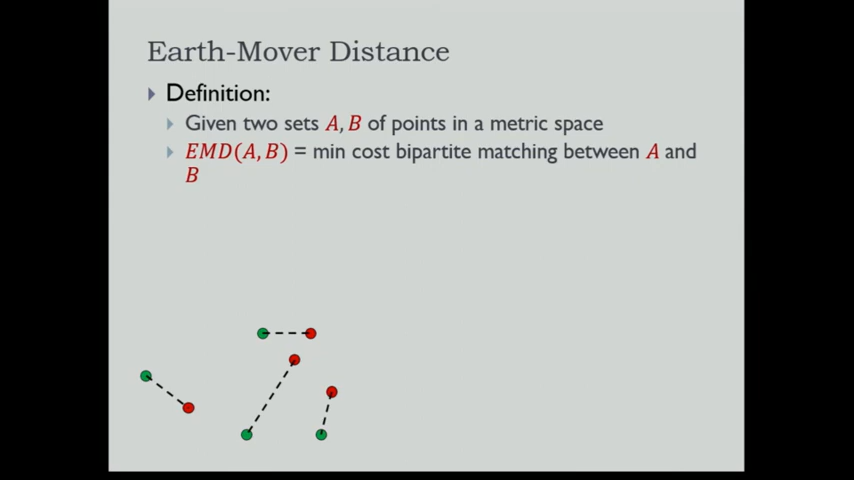 Earth-Mover Distance
Definition:
Given two sets A, B of points in a metric space
EMD(A, B) = min cost bipartite matching between A and
B